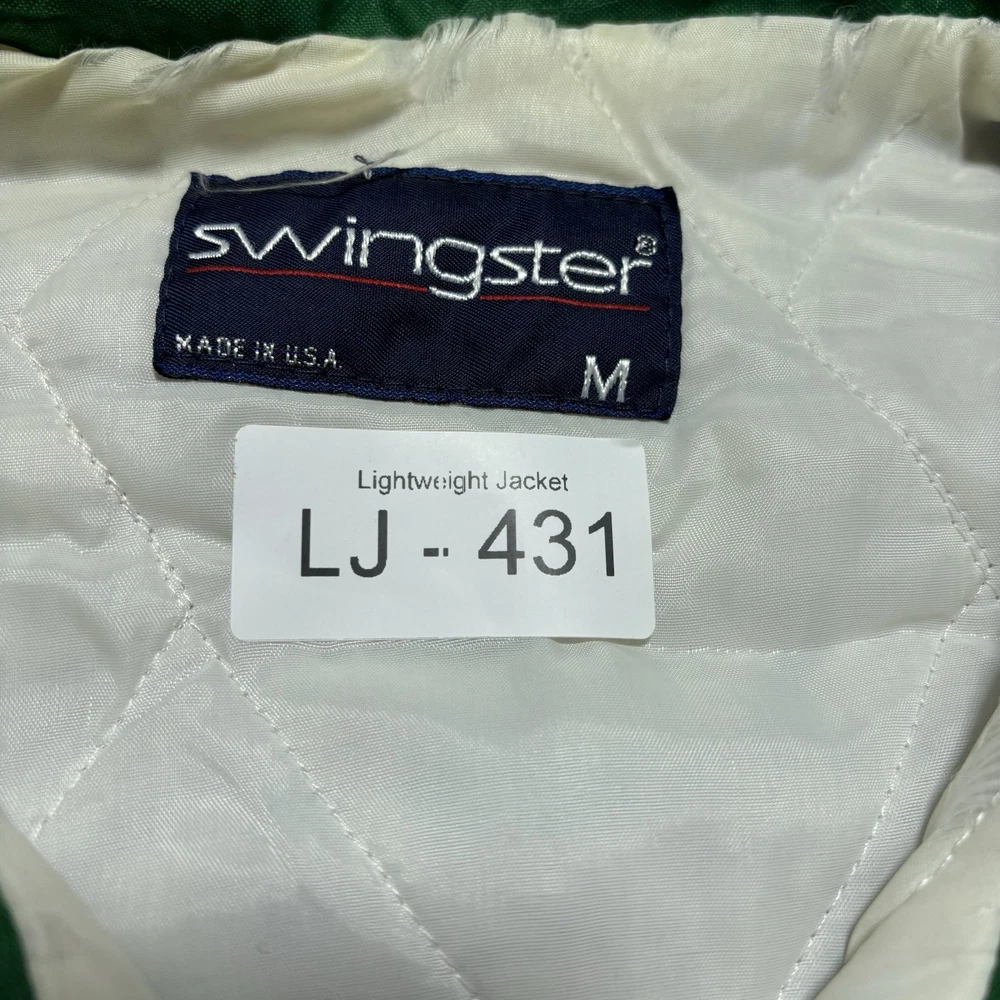 swingster®
MADE IN U.S.A.
M
Lightweight Jacket
LJ - 431